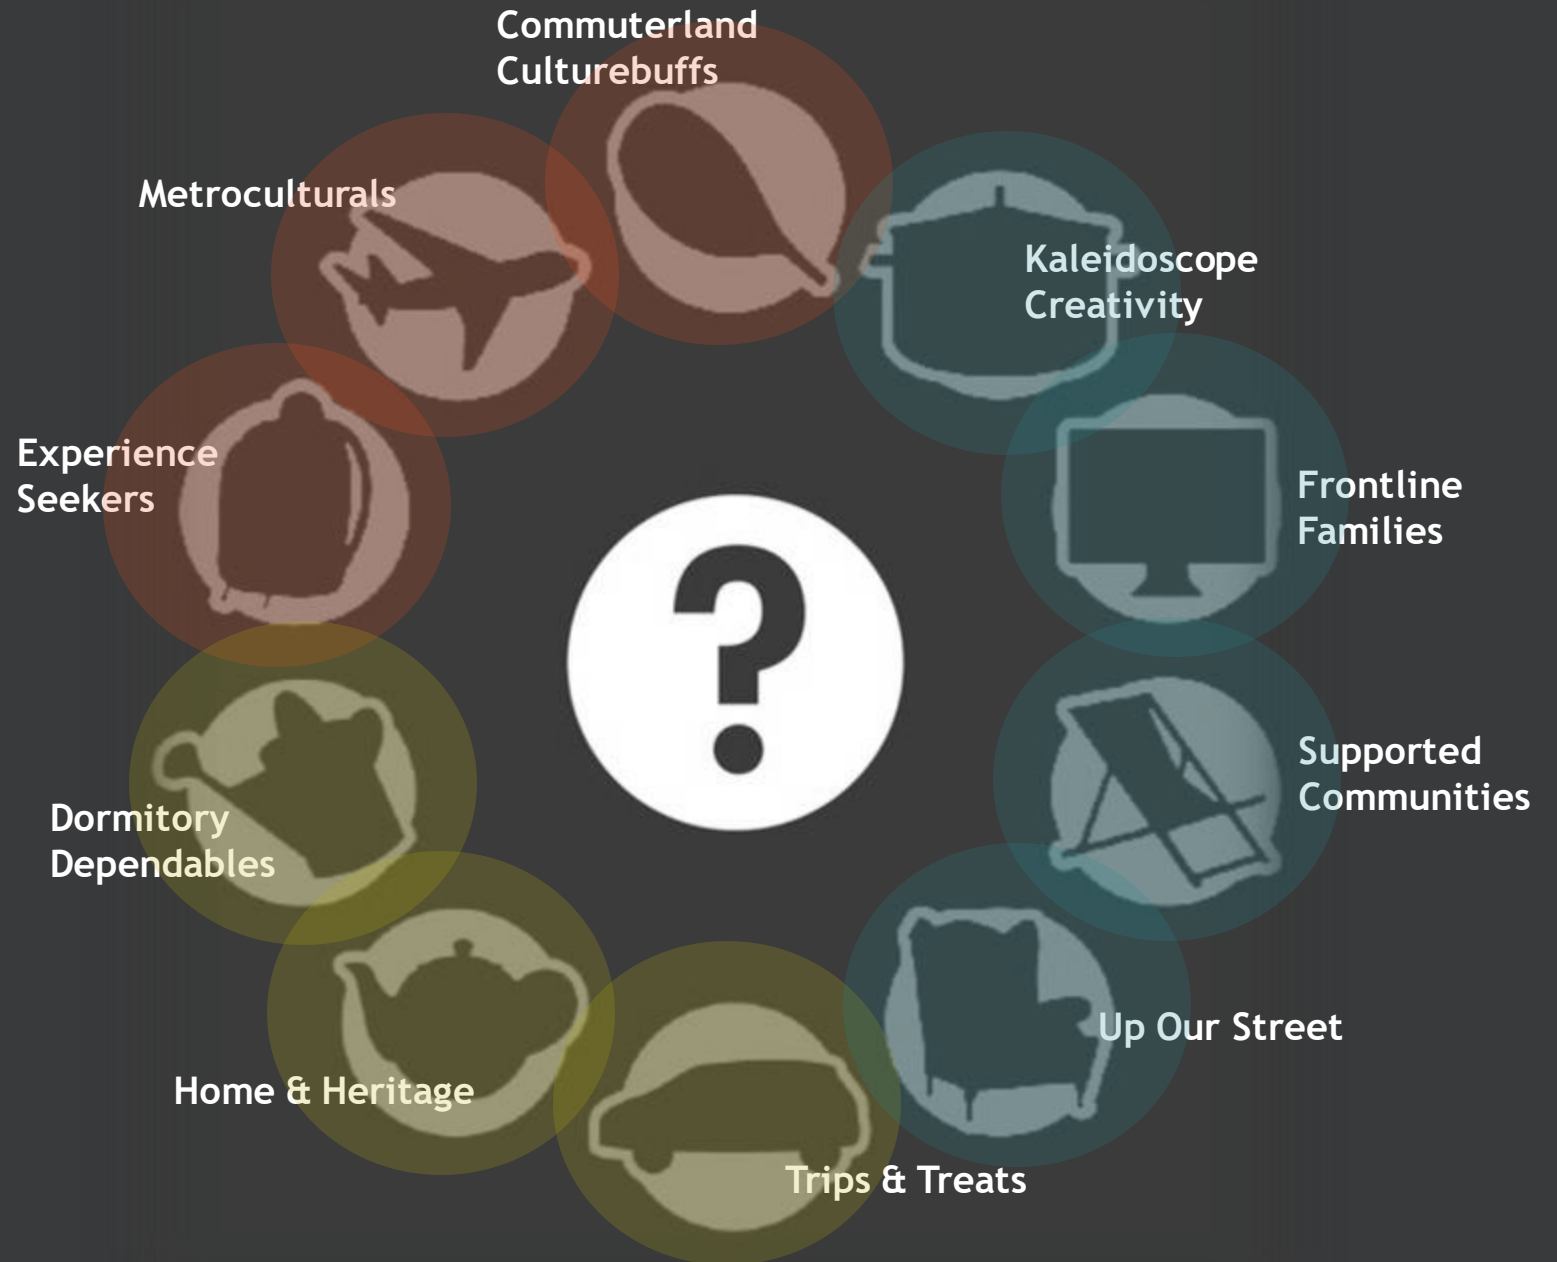 Commuterland
Culturebuffs
Metroculturals
Kaleidoscope
Creativity
Experience
Seekers
Frontline
Families
?
Supported
Communities
Dormitory
Dependables
Up Our Street
Home & Heritage
Trips & Treats